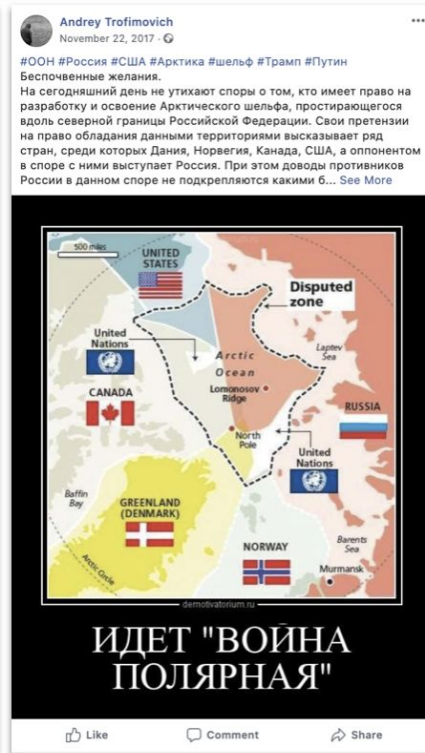 Andrey Trofimovich
November 22, 2017 ·
#ООН #Россия #США #Арктика #шельф #Трамп #Путин
Беспочвенные желания.
На сегодняшний день не утихают споры о том, кто имеет право на
разработку и освоение Арктического шельфа, простирающегося
вдоль северной границы Российской Федерации. Свои претензии
на право обладания данными территориями высказывает ряд
стран, среди которых Дания, Норвегия, Канада, США, а оппонентом
в споре с ними выступает Россия. При этом доводы противников
России в данном споре не подкрепляются какими б... See More
500 miles
UNITED
STATES
Disputed
zone
United
Nations
Arctic
Ocean
Laptev
Sea
CANADA
Lomonosov
Ridge
RUSSIA
North
Pole
United
Nations
Baffin
Bay
GREENLAND
(DENMARK)
NORWAY
Barents
Sea
Arctic Circle
Murmansk
demotivatorium.ru
ИДЕТ "ВОЙНА
ПОЛЯРНАЯ"
Like
Comment
Share